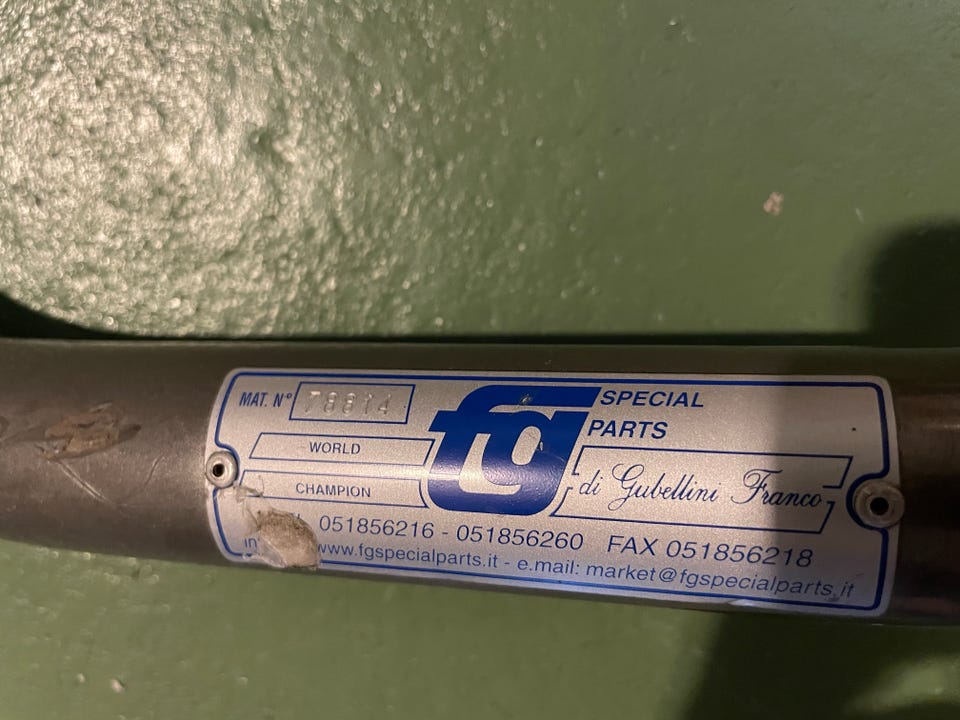 MAT. N° 78814
WORLD
CHAMPION
fg
SPECIAL
PARTS
di Gubellini Franco
051856216 - 051856260 FAX 051856218
www.fgspecialparts.it - e.mail: market@fgspecialparts.it